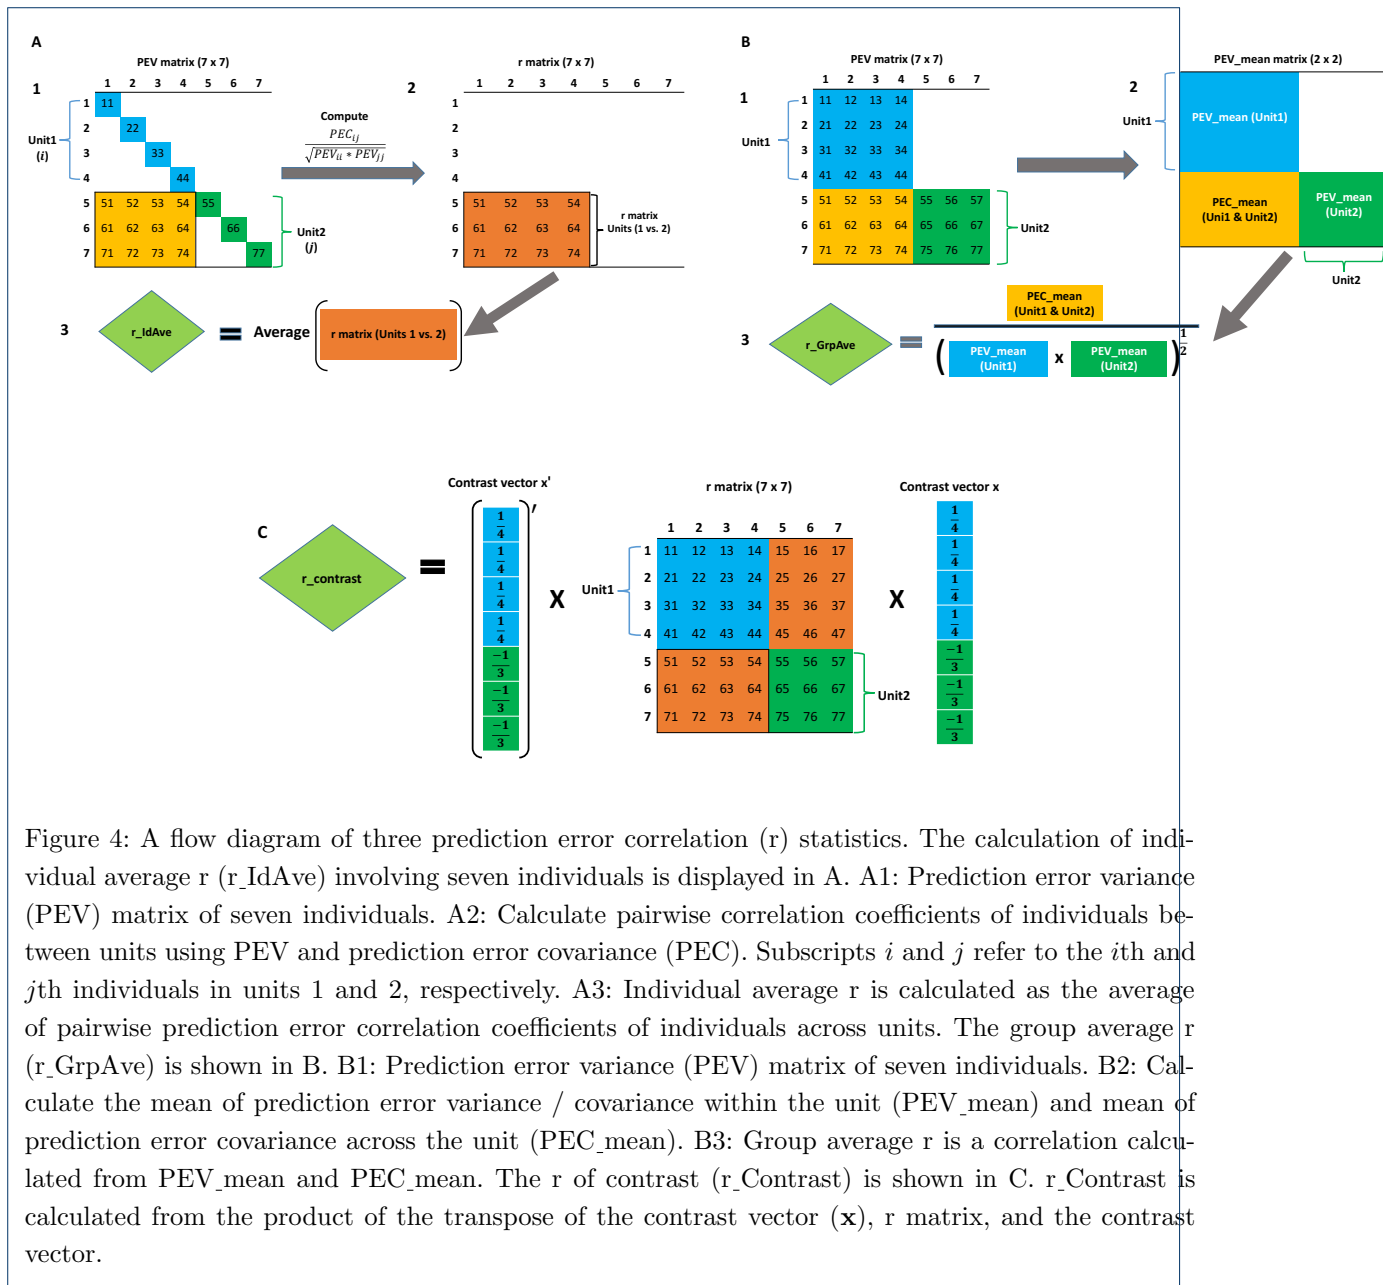 A
PEV matrix (7 x 7)
1 2 3 4 5 6 7
1
1 11
2 22
3 33
4 44
5 51 52 53 54 55
6 61 62 63 64 66
7 71 72 73 74 77
Unit1
(i)
Unit2
(j)
Compute
PEC_ij
√PEV_ii * PEV_jj
2
r matrix (7 x 7)
1 2 3 4 5 6 7
1
2
3
4
5 51 52 53 54
6 61 62 63 64
7 71 72 73 74
r matrix
Units (1 vs. 2)
3
r_IdAve
=
Average
( r matrix (Units 1 vs. 2) )
B
PEV matrix (7 x 7)
1 2 3 4 5 6 7
1
1 11 12 13 14
2 21 22 23 24
3 31 32 33 34
4 41 42 43 44
5 51 52 53 54 55 56 57
6 61 62 63 64 65 66 67
7 71 72 73 74 75 76 77
Unit1
Unit2
PEV_mean matrix (2 x 2)
2
Unit1
PEV_mean (Unit1)
PEC_mean
(Uni1 & Unit2)
PEV_mean
(Unit2)
Unit2
3
r_GrpAve
=
PEC_mean
(Unit1 & Unit2)
( PEV_mean
(Unit1)
x
PEV_mean
(Unit2) )
1
2
C
r_contrast
=
Contrast vector x'
1
4
1
4
1
4
1
4
-1
3
-1
3
-1
3
′
X
r matrix (7 x 7)
1 2 3 4 5 6 7
1 11 12 13 14 15 16 17
2 21 22 23 24 25 26 27
3 31 32 33 34 35 36 37
4 41 42 43 44 45 46 47
5 51 52 53 54 55 56 57
6 61 62 63 64 65 66 67
7 71 72 73 74 75 76 77
Unit1
Unit2
X
Contrast vector x
1
4
1
4
1
4
1
4
-1
3
-1
3
-1
3
Figure 4: A flow diagram of three prediction error correlation (r) statistics. The calculation of indi-
vidual average r (r_IdAve) involving seven individuals is displayed in A. A1: Prediction error variance
(PEV) matrix of seven individuals. A2: Calculate pairwise correlation coefficients of individuals be-
tween units using PEV and prediction error covariance (PEC). Subscripts i and j refer to the ith and
jth individuals in units 1 and 2, respectively. A3: Individual average r is calculated as the average
of pairwise prediction error correlation coefficients of individuals across units. The group average r
(r_GrpAve) is shown in B. B1: Prediction error variance (PEV) matrix of seven individuals. B2: Cal-
culate the mean of prediction error variance / covariance within the unit (PEV_mean) and mean of
prediction error covariance across the unit (PEC_mean). B3: Group average r is a correlation calcu-
lated from PEV_mean and PEC_mean. The r of contrast (r_Contrast) is shown in C. r_Contrast is
calculated from the product of the transpose of the contrast vector (x), r matrix, and the contrast
vector.